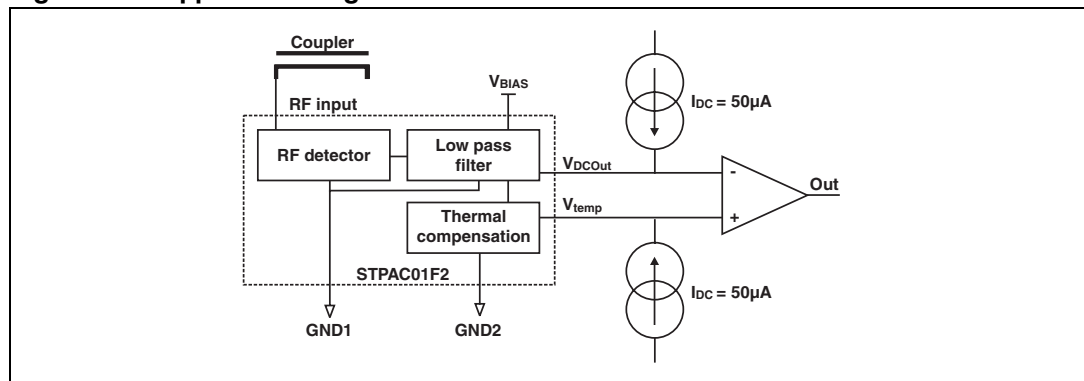 Coupler
VBIAS
RF input
IDC = 50µA
RF detector
Low pass
filter
VDCOut
-
Out
Vtemp
+
Thermal
compensation
STPAC01F2
IDC = 50µA
GND1
GND2